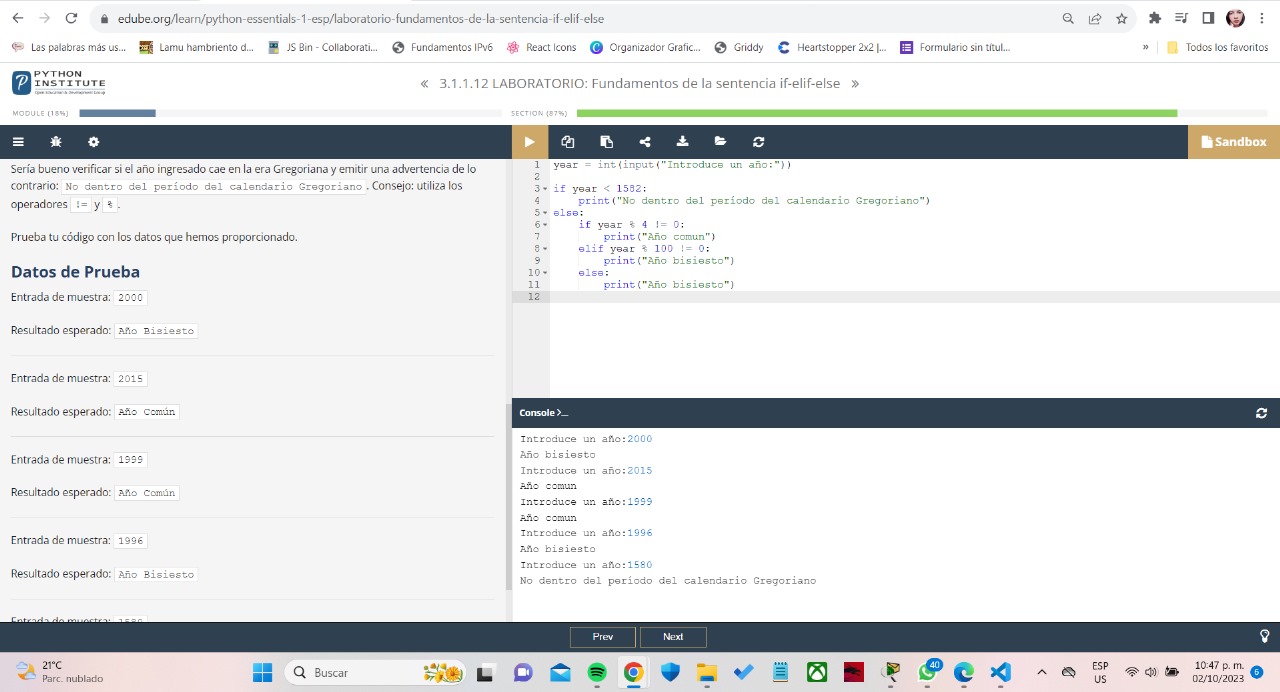 edube.org/learn/python-essentials-1-esp/laboratorio-fundamentos-de-la-sentencia-if-elif-else
Las palabras más us...
Lamu hambriento d...
JS Bin - Collaborati...
Fundamentos IPv6
React Icons
Organizador Grafic...
Griddy
Heartstopper 2x2 |...
Formulario sin títul...
»
Todos los favoritos
PYTHON
INSTITUTE
Open Education & Development Group
« 3.1.1.12 LABORATORIO: Fundamentos de la sentencia if-elif-else »
MODULE (18%)
SECTION (87%)
Sandbox
Sería bueno verificar si el año ingresado cae en la era Gregoriana y emitir una advertencia de lo
contrario: No dentro del período del calendario Gregoriano . Consejo: utiliza los
operadores != y % .
Prueba tu código con los datos que hemos proporcionado.
Datos de Prueba
Entrada de muestra: 2000
Resultado esperado: Año Bisiesto
Entrada de muestra: 2015
Resultado esperado: Año Común
Entrada de muestra: 1999
Resultado esperado: Año Común
Entrada de muestra: 1996
Resultado esperado: Año Bisiesto
Entrada de muestra: 1580
1 year = int(input("Introduce un año:"))
2
3 if year < 1582:
4 print("No dentro del período del calendario Gregoriano")
5 else:
6 if year % 4 != 0:
7 print("Año comun")
8 elif year % 100 != 0:
9 print("Año bisiesto")
10 else:
11 print("Año bisiesto")
12
Console >_
Introduce un año:2000
Año bisiesto
Introduce un año:2015
Año comun
Introduce un año:1999
Año comun
Introduce un año:1996
Año bisiesto
Introduce un año:1580
No dentro del período del calendario Gregoriano
Prev
Next
21°C
Parc. nublado
Buscar
40
ESP
US
10:47 p. m.
02/10/2023
6